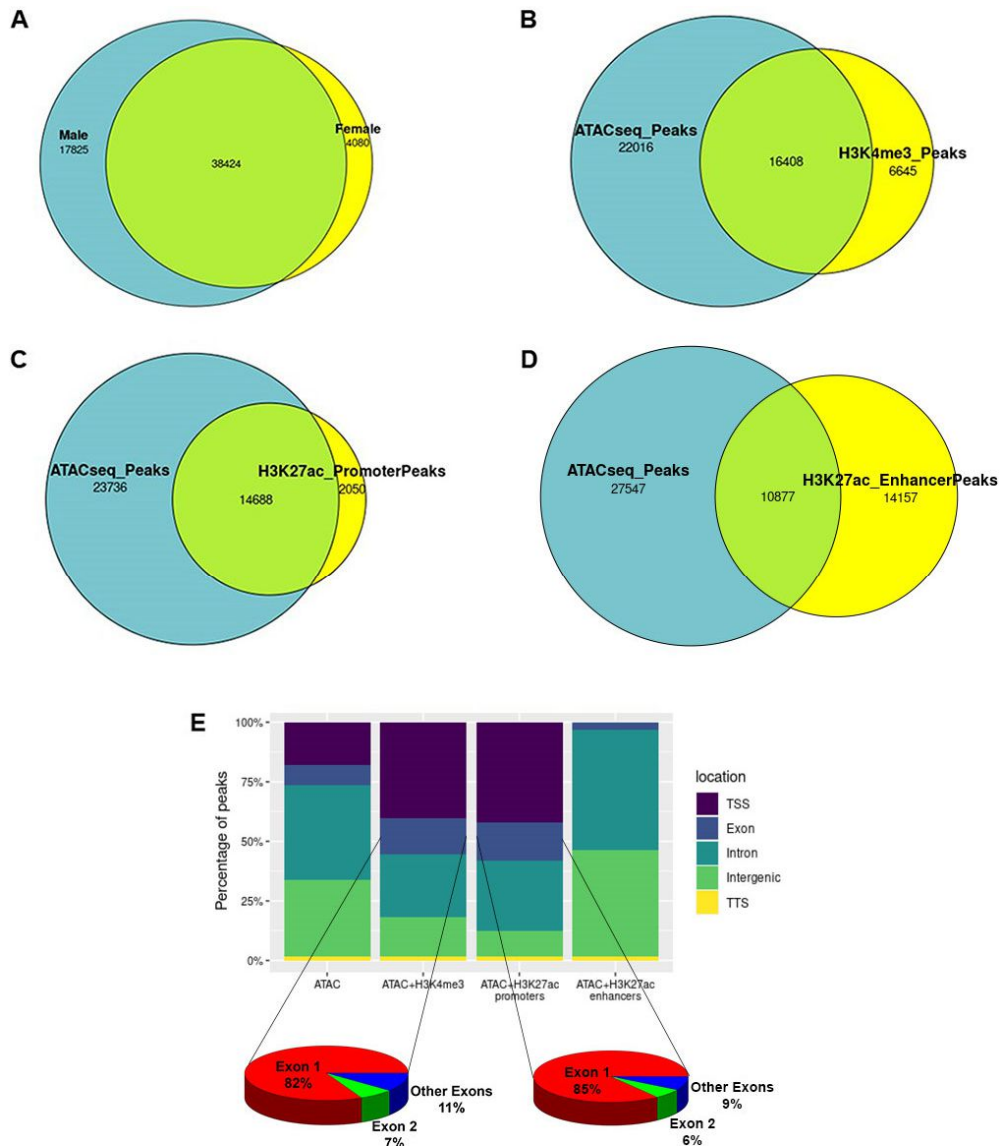 A
Male
17825
38424
Female
4080
B
ATACseq_Peaks
22016
16408
H3K4me3_Peaks
6645
C
ATACseq_Peaks
23736
14688
H3K27ac_PromoterPeaks
2050
D
ATACseq_Peaks
27547
10877
H3K27ac_EnhancerPeaks
14157
E
Percentage of peaks
100%
75%
50%
25%
0%
ATAC
ATAC+H3K4me3
ATAC+H3K27ac
promoters
ATAC+H3K27ac
enhancers
location
TSS
Exon
Intron
Intergenic
TTS
Exon 1
82%
Other Exons
11%
Exon 2
7%
Exon 1
85%
Other Exons
9%
Exon 2
6%